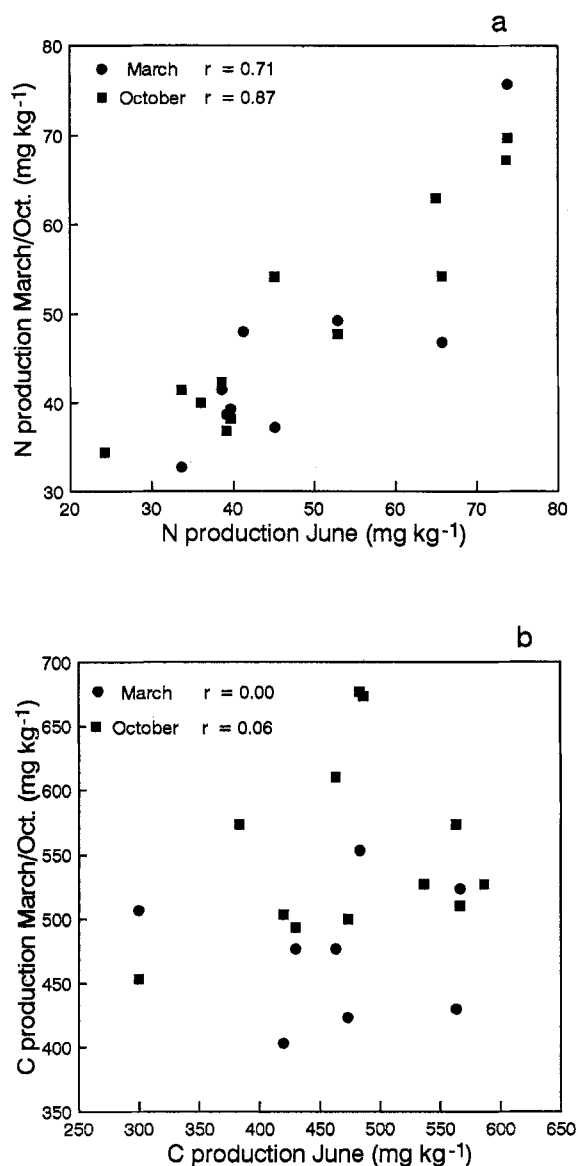 a
80
March r = 0.71
October r = 0.87
70
60
50
40
30
20 30 40 50 60 70 80
N production March/Oct. (mg kg-1)
N production June (mg kg-1)
b
700
March r = 0.00
October r = 0.06
650
600
550
500
450
400
350
250 300 350 400 450 500 550 600 650
C production March/Oct. (mg kg-1)
C production June (mg kg-1)